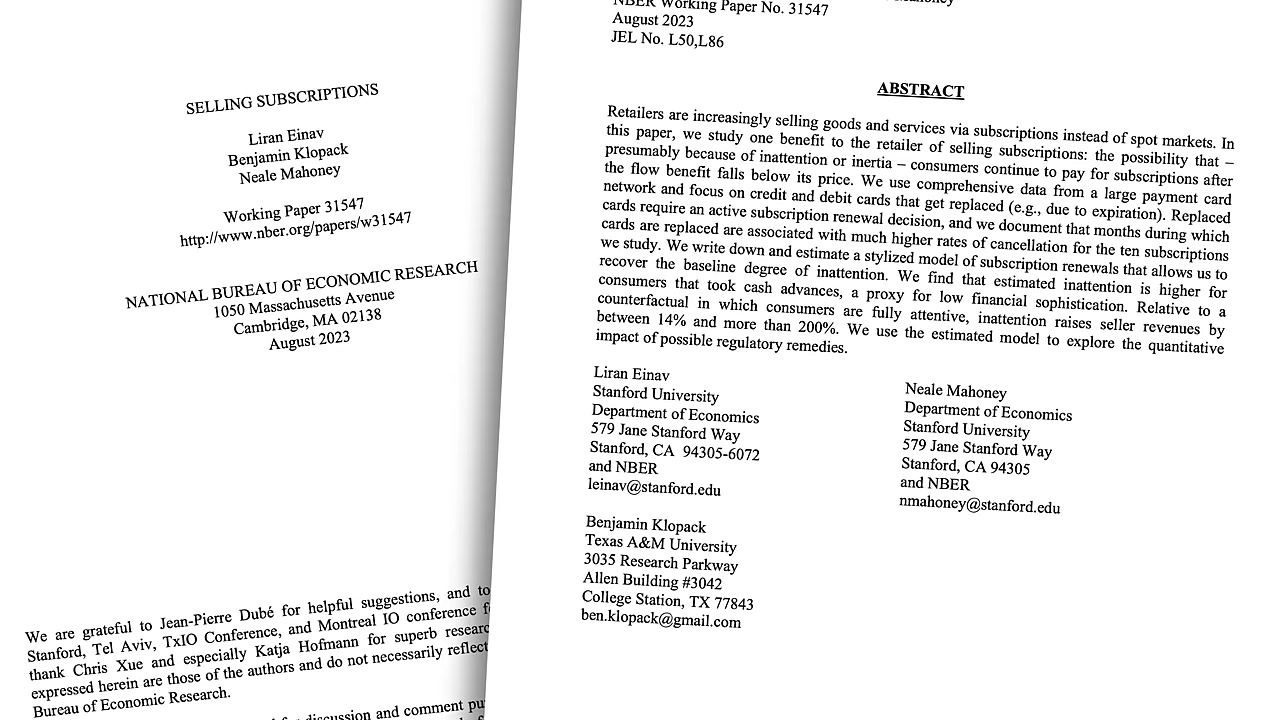 SELLING SUBSCRIPTIONS
Liran Einav
Benjamin Klopack
Neale Mahoney
Working Paper 31547
http://www.nber.org/papers/w31547
NATIONAL BUREAU OF ECONOMIC RESEARCH
1050 Massachusetts Avenue
Cambridge, MA 02138
August 2023
We are grateful to Jean-Pierre Dubé for helpful suggestions, and to
Stanford, Tel Aviv, TxIO Conference, and Montreal IO conference
thank Chris Xue and especially Katja Hofmann for superb
expressed herein are those of the authors and do not necessarily reflect
Bureau of Economic Research.
discussion and comment
NBER Working Paper No. 31547
August 2023
JEL No. L50,L86
ABSTRACT
Retailers are increasingly selling goods and services via subscriptions instead of spot markets. In
this paper, we study one benefit to the retailer of selling subscriptions: the possibility that –
presumably because of inattention or inertia – consumers continue to pay for subscriptions after
the flow benefit falls below its price. We use comprehensive data from a large payment card
network and focus on credit and debit cards that get replaced (e.g., due to expiration). Replaced
cards require an active subscription renewal decision, and we document that months during which
cards are replaced are associated with much higher rates of cancellation for the ten subscriptions
we study. We write down and estimate a stylized model of subscription renewals that allows us to
recover the baseline degree of inattention. We find that estimated inattention is higher for
consumers that took cash advances, a proxy for low financial sophistication. Relative to a
counterfactual in which consumers are fully attentive, inattention raises seller revenues by
between 14% and more than 200%. We use the estimated model to explore the quantitative
impact of possible regulatory remedies.
Liran Einav
Stanford University
Department of Economics
579 Jane Stanford Way
Stanford, CA 94305-6072
and NBER
leinav@stanford.edu
Neale Mahoney
Department of Economics
Stanford University
579 Jane Stanford Way
Stanford, CA 94305
and NBER
nmahoney@stanford.edu
Benjamin Klopack
Texas A&M University
3035 Research Parkway
Allen Building #3042
College Station, TX 77843
ben.klopack@gmail.com